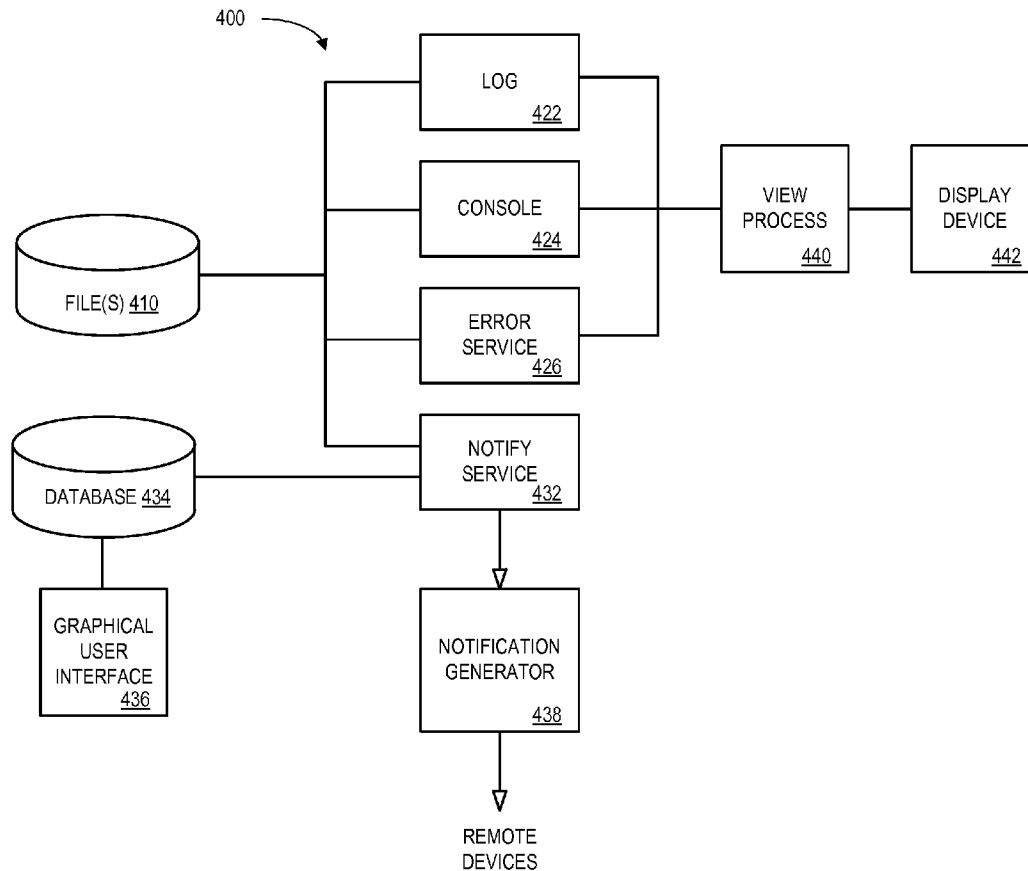 400
LOG
422
CONSOLE
424
ERROR
SERVICE
426
NOTIFY
SERVICE
432
VIEW
PROCESS
440
DISPLAY
DEVICE
442
FILE(S) 410
DATABASE 434
GRAPHICAL
USER
INTERFACE
436
NOTIFICATION
GENERATOR
438
REMOTE
DEVICES